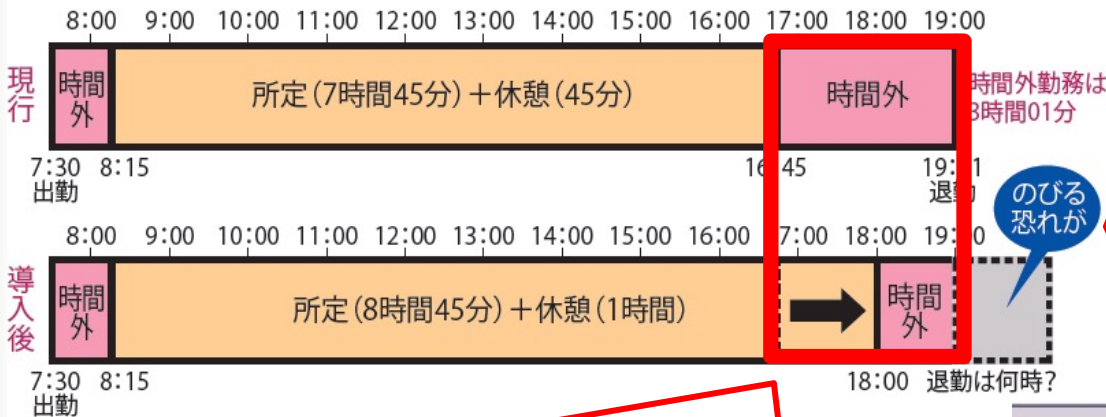 8:00 9:00 10:00 11:00 12:00 13:00 14:00 15:00 16:00 17:00 18:00 19:00
現行
時間外
所定(7時間45分)+休憩(45分)
時間外
時間外勤務は
3時間01分
7:30 8:15
出勤
退勤
のびる
恐れが
8:00 9:00 10:00 11:00 12:00 13:00 14:00 15:00 16:00 7:00 18:00
導入後
時間外
所定(8時間45分)+休憩(1時間)
時間外
7:30 8:15 18:00 退勤は何時?
出勤